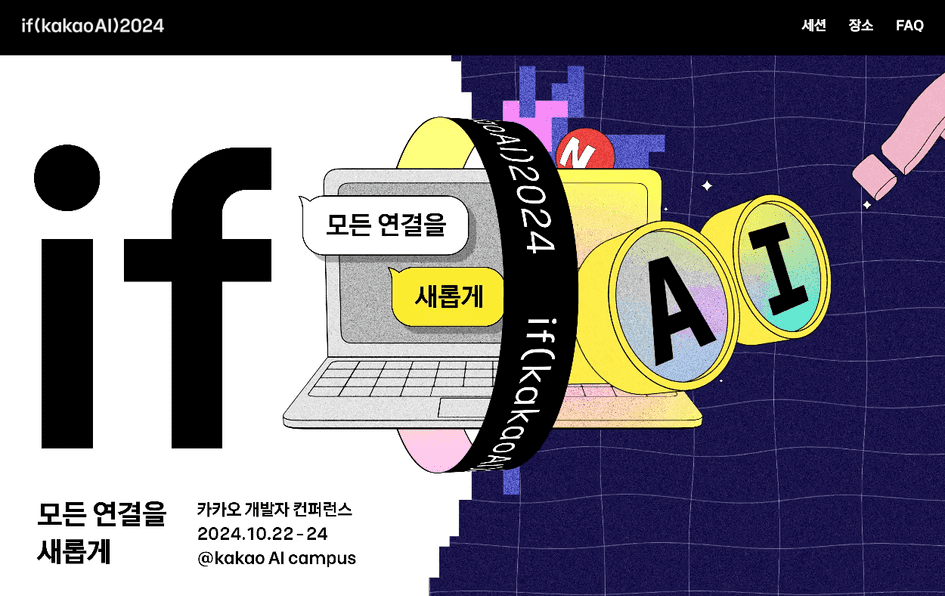 if(kakaoAI)2024
세션 장소 FAQ
if
모든 연결을
새롭게
oAI)2024 if(kakaoAI
N
AI
모든 연결을
새롭게
카카오 개발자 컨퍼런스
2024.10.22-24
@kakao AI campus